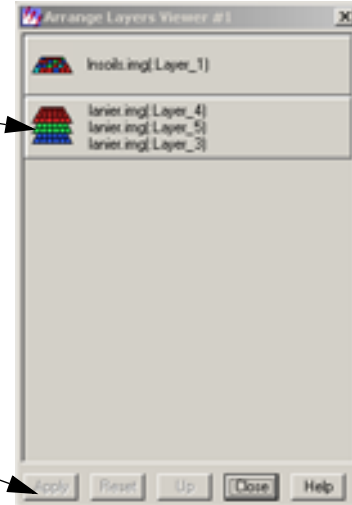 Arrange Layers Viewer #1
lnsoils.img(:Layer_1)
lanier.img(:Layer_4)
lanier.img(:Layer_5)
lanier.img(:Layer_3)
Apply Reset Up Close Help